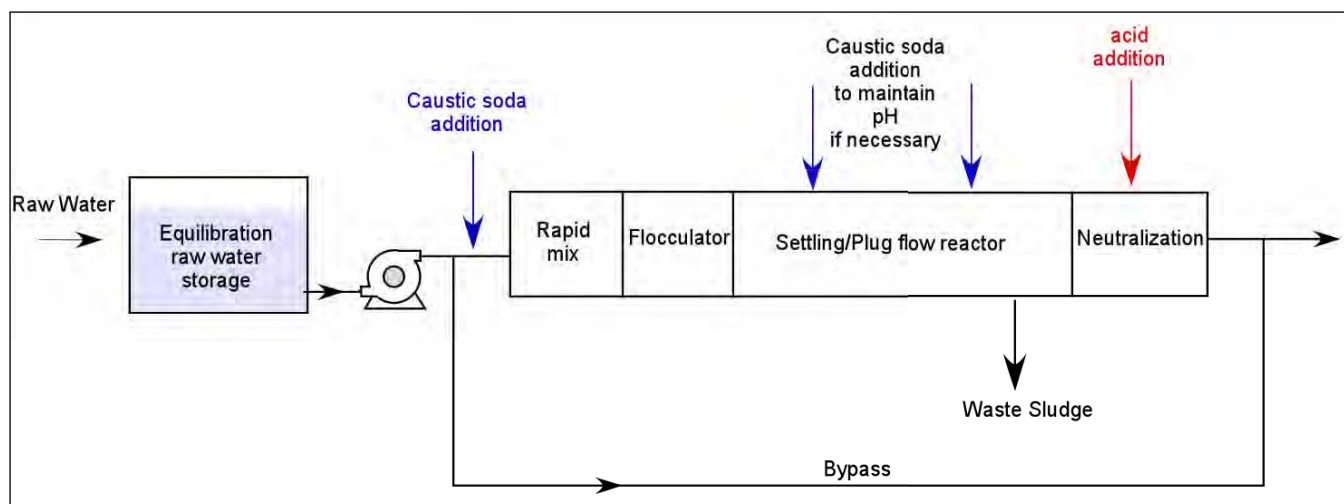 Raw Water
Equilibration
raw water
storage
Caustic soda
addition
Rapid
mix
Flocculator
Caustic soda
addition
to maintain
pH
if necessary
Settling/Plug flow reactor
acid
addition
Neutralization
Waste Sludge
Bypass